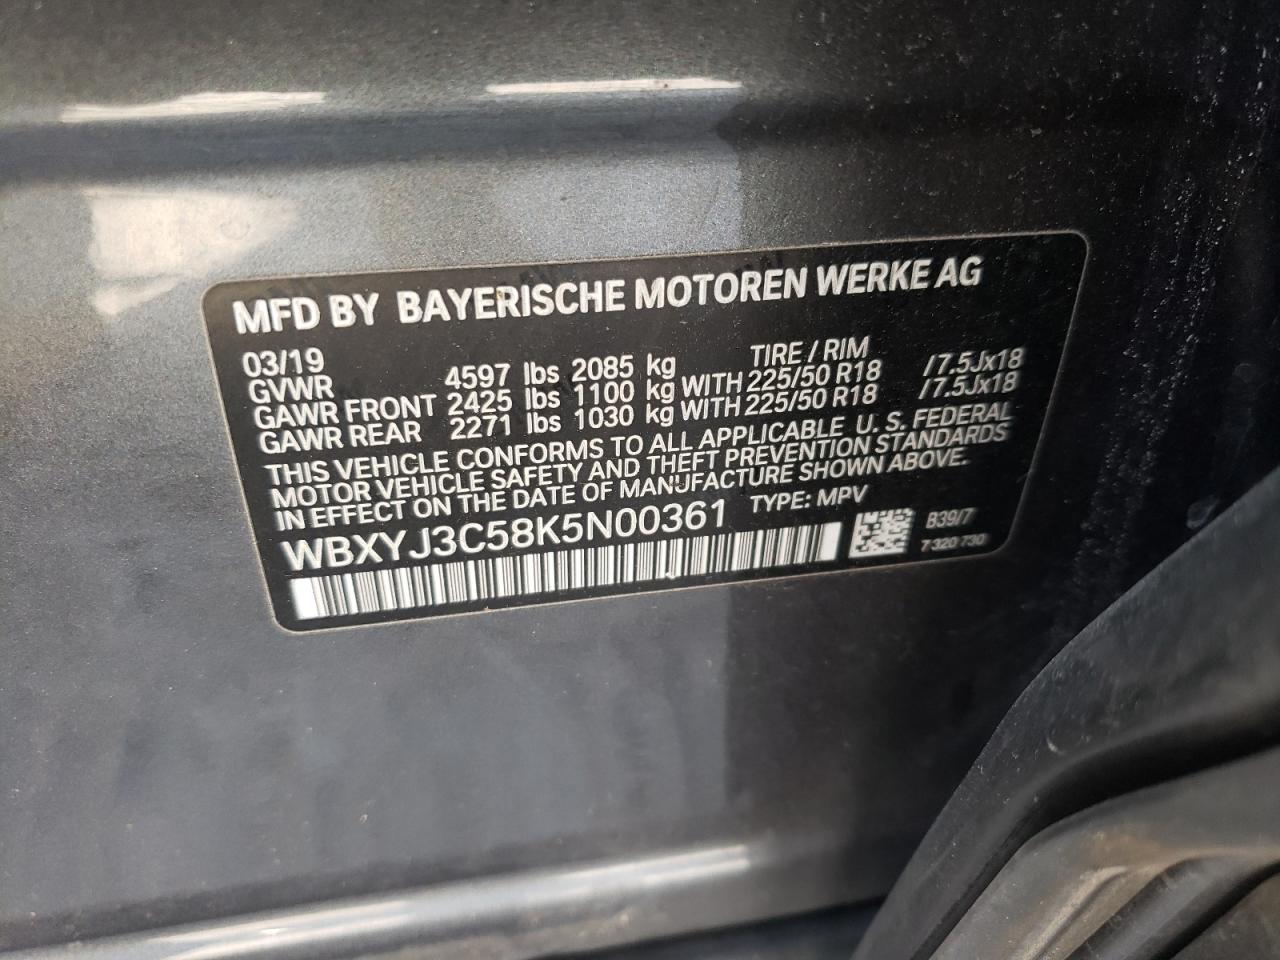 MFD BY BAYERISCHE MOTOREN WERKE AG
03/19 TIRE / RIM
GVWR 4597 lbs 2085 kg
GAWR FRONT 2425 lbs 1100 kg WITH 225/50 R18 /7.5Jx18
GAWR REAR 2271 lbs 1030 kg WITH 225/50 R18 /7.5Jx18
THIS VEHICLE CONFORMS TO ALL APPLICABLE U. S. FEDERAL
MOTOR VEHICLE SAFETY AND THEFT PREVENTION STANDARDS
IN EFFECT ON THE DATE OF MANUFACTURE SHOWN ABOVE.
WBXYJ3C58K5N00361 TYPE: MPV
B39/7
7 320 730